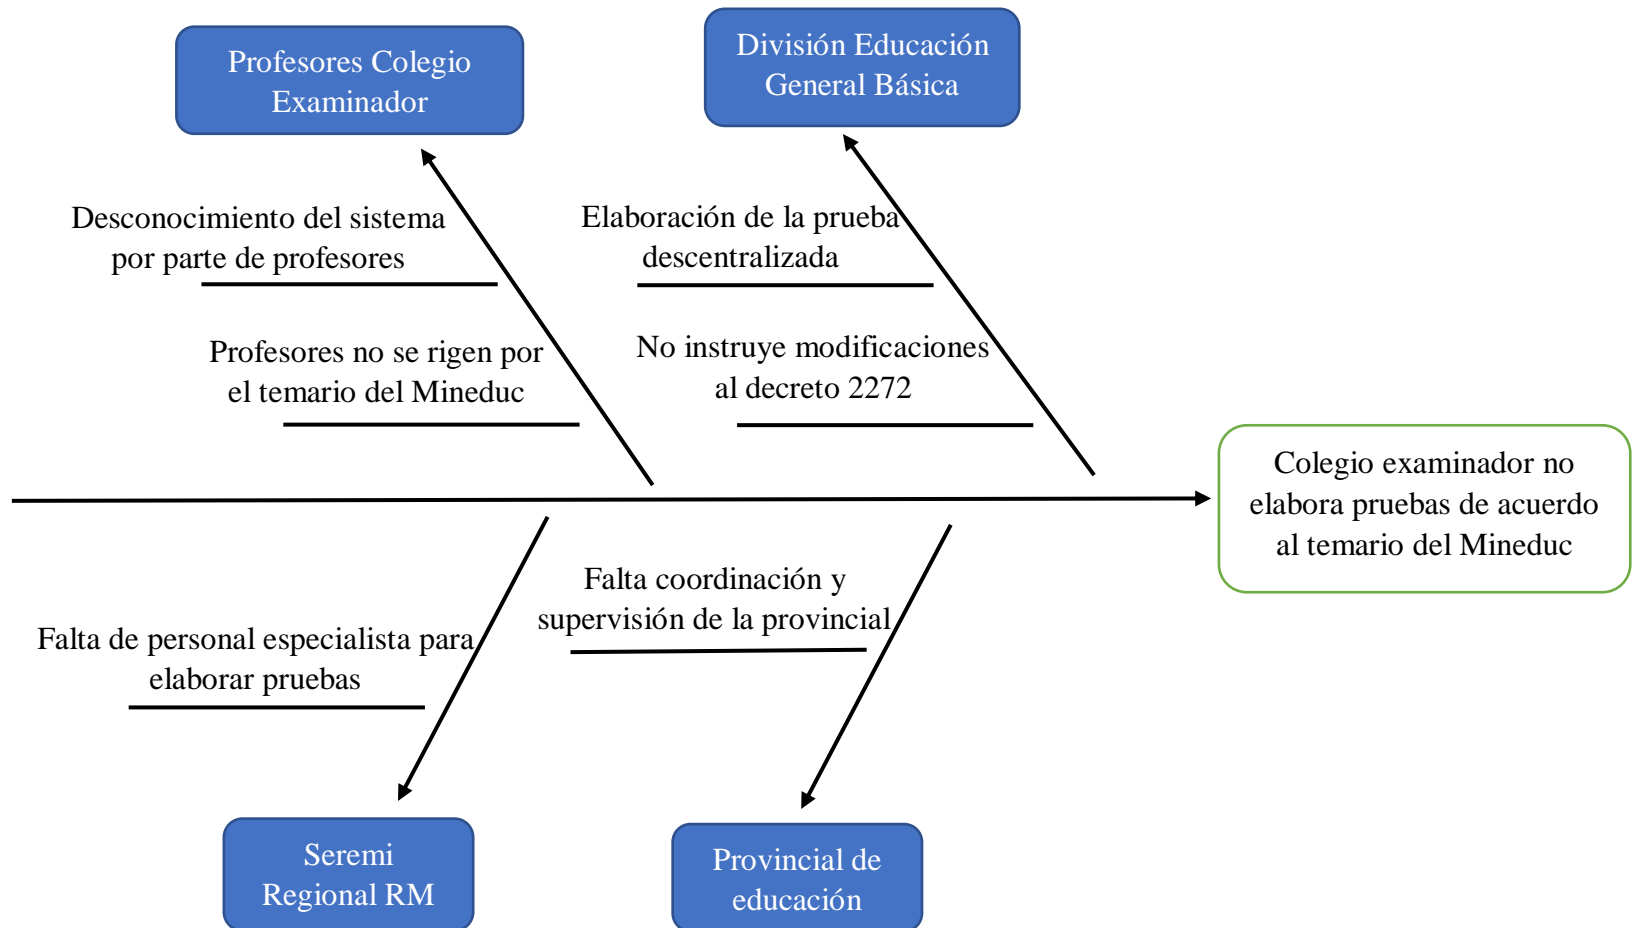 Profesores Colegio
Examinador
División Educación
General Básica
Desconocimiento del sistema
por parte de profesores
Elaboración de la prueba
descentralizada
Profesores no se rigen por
el temario del Mineduc
No instruye modificaciones
al decreto 2272
Colegio examinador no
elabora pruebas de acuerdo
al temario del Mineduc
Falta coordinación y
supervisión de la provincial
Falta de personal especialista para
elaborar pruebas
Seremi
Regional RM
Provincial de
educación